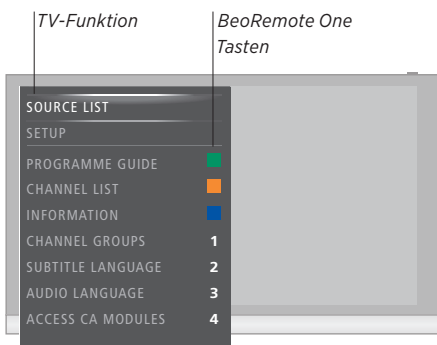 TV-Funktion
BeoRemote One
Tasten
SOURCE LIST
SETUP
PROGRAMME GUIDE
CHANNEL LIST
INFORMATION
CHANNEL GROUPS 1
SUBTITLE LANGUAGE 2
AUDIO LANGUAGE 3
ACCESS CA MODULES 4